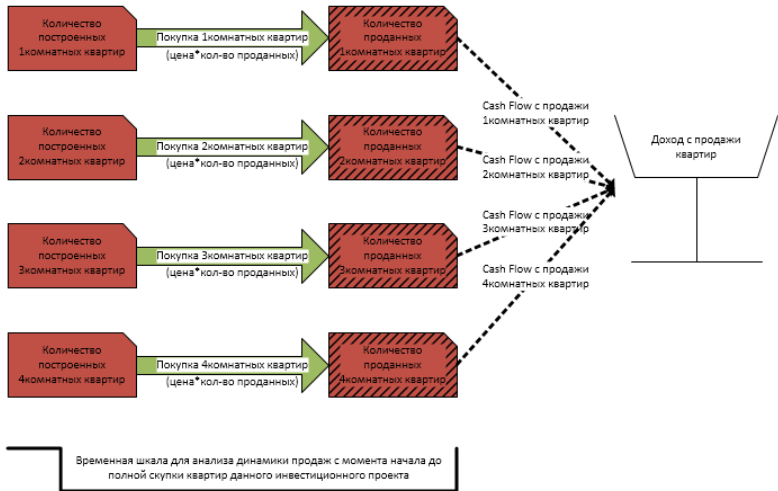 Количество
построенных
1комнатных квартир
Покупка 1комнатных квартир
(цена*кол-во проданных)
Количество
проданных
1комнатных квартир
Cash Flow с продажи
1комнатных квартир
Количество
построенных
2комнатных квартир
Покупка 2комнатных квартир
(цена*кол-во проданных)
Количество
проданных
2комнатных квартир
Cash Flow с продажи
2комнатных квартир
Доход с продажи
квартир
Количество
построенных
3комнатных квартир
Покупка 3комнатных квартир
(цена*кол-во проданных)
Количество
проданных
3комнатных квартир
Cash Flow с продажи
3комнатных квартир
Количество
построенных
4комнатных квартир
Покупка 4комнатных квартир
(цена*кол-во проданных)
Количество
проданных
4комнатных квартир
Cash Flow с продажи
4комнатных квартир
Временная шкала для анализа динамики продаж с момента начала до
полной скупки квартир данного инвестиционного проекта